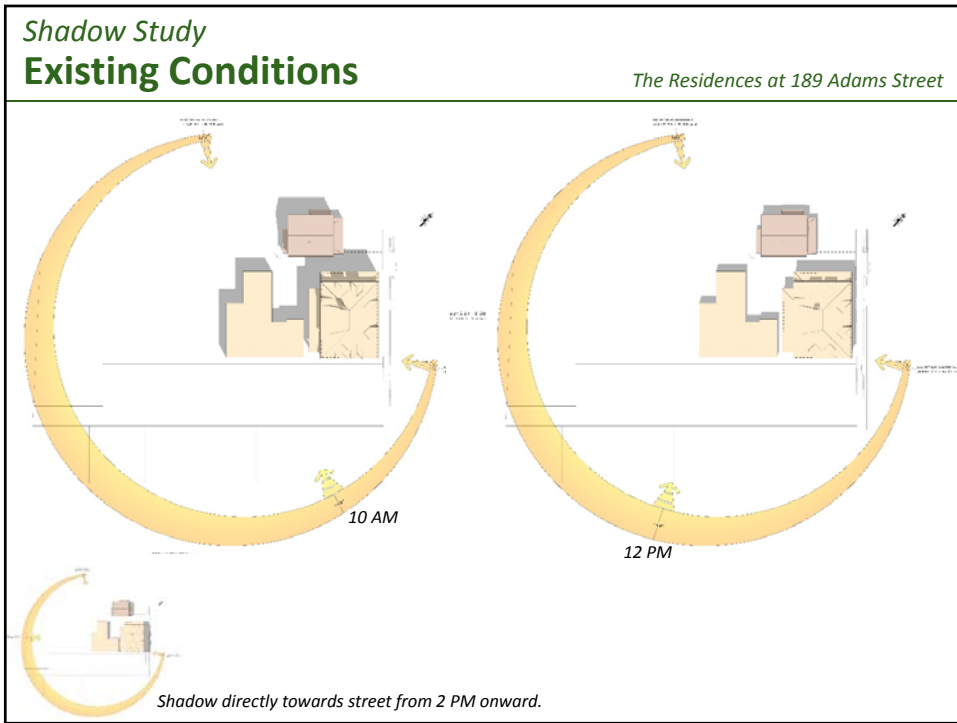 Shadow Study
Existing Conditions
The Residences at 189 Adams Street
10 AM
12 PM
Shadow directly towards street from 2 PM onward.